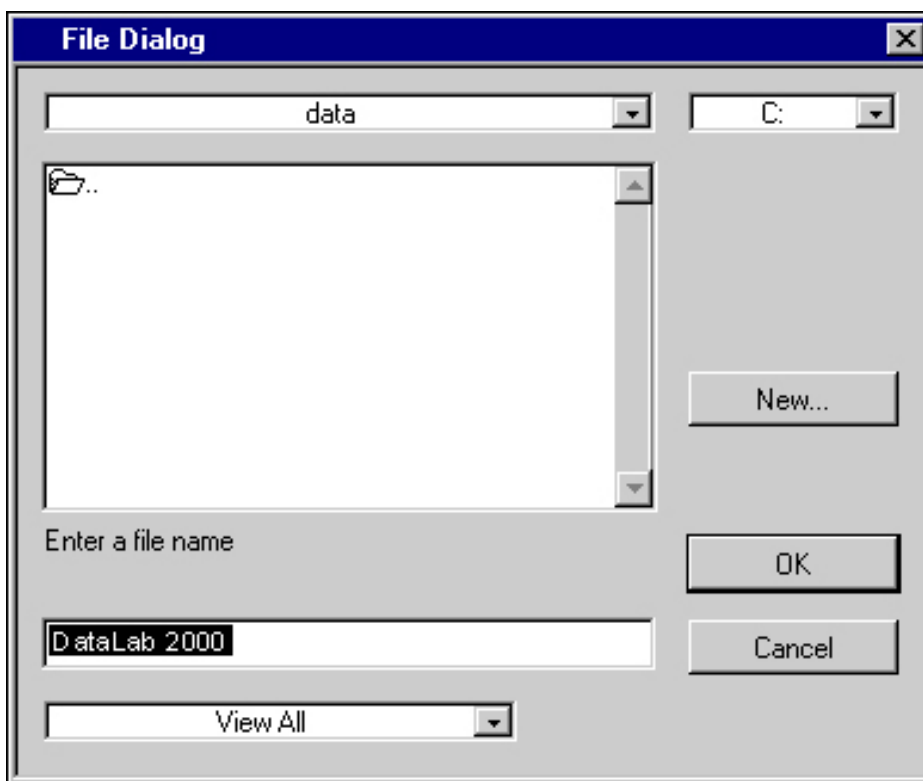 File Dialog
data
C:
..
New...
Enter a file name
OK
DataLab 2000
Cancel
View All